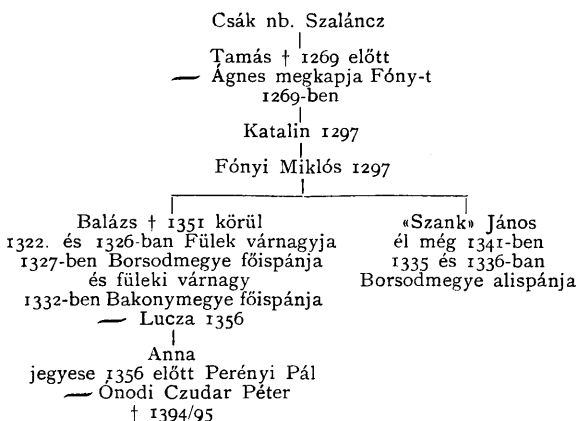 Csák nb. Szaláncz
Tamás † 1269 előtt
— Ágnes megkapja Fóny-t
1269-ben
Katalin 1297
Fónyi Miklós 1297
Balázs † 1351 körül
1322. és 1326-ban Fülek várnagyja
1327-ben Borsodmegye főispánja
és füleki várnagy
1332-ben Bakonymegye főispánja
— Lucza 1356
Anna
jegyese 1356 előtt Perényi Pál
— Ónodi Czudar Péter
† 1394/95
«Szank» János
él még 1341-ben
1335 és 1336-ban
Borsodmegye alispánja